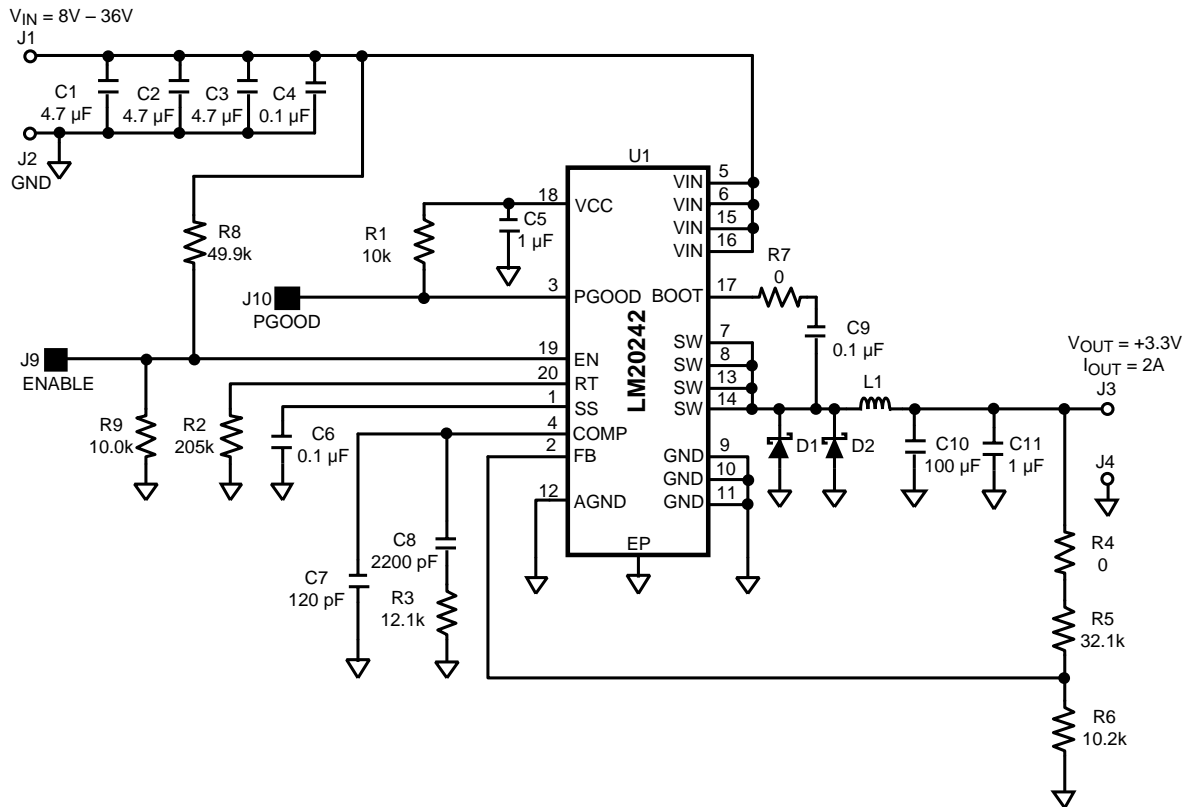 VIN = 8V – 36V
J1
C1
4.7 µF
C2
4.7 µF
C3
4.7 µF
C4
0.1 µF
J2
GND
R8
49.9k
R1
10k
C5
1 µF
J10
PGOOD
J9
ENABLE
R9
10.0k
R2
205k
C6
0.1 µF
C7
120 pF
C8
2200 pF
R3
12.1k
U1
LM20242
18
VCC
3
PGOOD
19
EN
20
RT
1
SS
4
COMP
2
FB
12
AGND
EP
VIN
5
VIN
6
VIN
15
VIN
16
BOOT
17
SW
7
SW
8
SW
13
SW
14
GND
9
GND
10
GND
11
R7
0
C9
0.1 µF
L1
D1
D2
C10
100 µF
C11
1 µF
VOUT = +3.3V
IOUT = 2A
J3
J4
R4
0
R5
32.1k
R6
10.2k